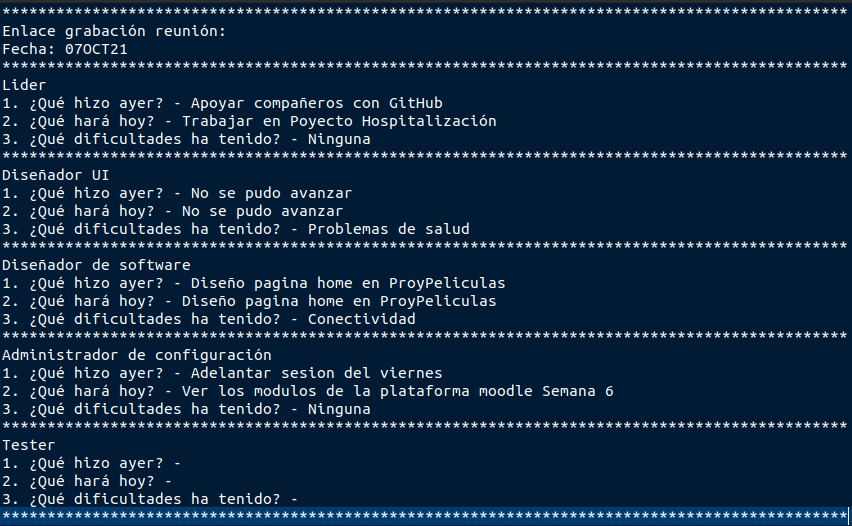 **********************************************************************************************
Enlace grabación reunión:
Fecha: 07OCT21
**********************************************************************************************
Lider
1. ¿Qué hizo ayer? - Apoyar compañeros con GitHub
2. ¿Qué hará hoy? - Trabajar en Poyecto Hospitalización
3. ¿Qué dificultades ha tenido? - Ninguna
**********************************************************************************************
Diseñador UI
1. ¿Qué hizo ayer? - No se pudo avanzar
2. ¿Qué hará hoy? - No se pudo avanzar
3. ¿Qué dificultades ha tenido? - Problemas de salud
**********************************************************************************************
Diseñador de software
1. ¿Qué hizo ayer? - Diseño pagina home en ProyPeliculas
2. ¿Qué hará hoy? - Diseño pagina home en ProyPeliculas
3. ¿Qué dificultades ha tenido? - Conectividad
**********************************************************************************************
Administrador de configuración
1. ¿Qué hizo ayer? - Adelantar sesion del viernes
2. ¿Qué hará hoy? - Ver los modulos de la plataforma moodle Semana 6
3. ¿Qué dificultades ha tenido? - Ninguna
**********************************************************************************************
Tester
1. ¿Qué hizo ayer? -
2. ¿Qué hará hoy? -
3. ¿Qué dificultades ha tenido? -
**********************************************************************************************